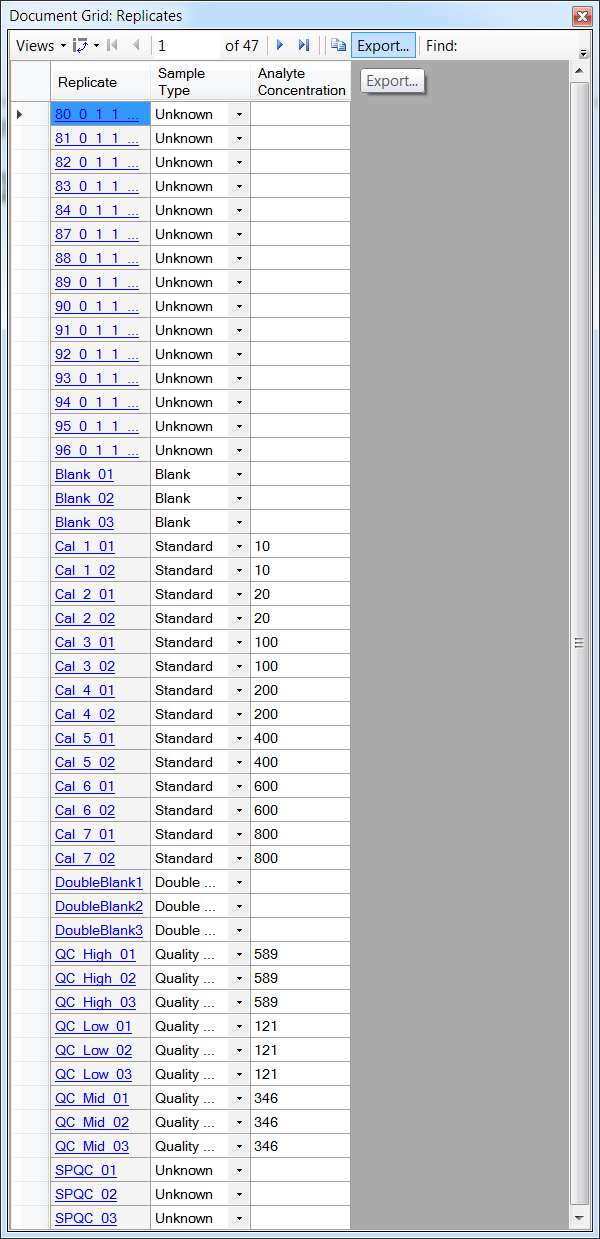 Document Grid: Replicates
Views 1 of 47 Export... Find:
Export...
Replicate Sample Type Analyte Concentration
80_0_1_1_... Unknown
81_0_1_1_... Unknown
82_0_1_1_... Unknown
83_0_1_1_... Unknown
84_0_1_1_... Unknown
87_0_1_1_... Unknown
88_0_1_1_... Unknown
89_0_1_1_... Unknown
90_0_1_1_... Unknown
91_0_1_1_... Unknown
92_0_1_1_... Unknown
93_0_1_1_... Unknown
94_0_1_1_... Unknown
95_0_1_1_... Unknown
96_0_1_1_... Unknown
Blank_01 Blank
Blank_02 Blank
Blank_03 Blank
Cal_1_01 Standard 10
Cal_1_02 Standard 10
Cal_2_01 Standard 20
Cal_2_02 Standard 20
Cal_3_01 Standard 100
Cal_3_02 Standard 100
Cal_4_01 Standard 200
Cal_4_02 Standard 200
Cal_5_01 Standard 400
Cal_5_02 Standard 400
Cal_6_01 Standard 600
Cal_6_02 Standard 600
Cal_7_01 Standard 800
Cal_7_02 Standard 800
DoubleBlank1 Double ...
DoubleBlank2 Double ...
DoubleBlank3 Double ...
QC_High_01 Quality ... 589
QC_High_02 Quality ... 589
QC_High_03 Quality ... 589
QC_Low_01 Quality ... 121
QC_Low_02 Quality ... 121
QC_Low_03 Quality ... 121
QC_Mid_01 Quality ... 346
QC_Mid_02 Quality ... 346
QC_Mid_03 Quality ... 346
SPQC_01 Unknown
SPQC_02 Unknown
SPQC_03 Unknown